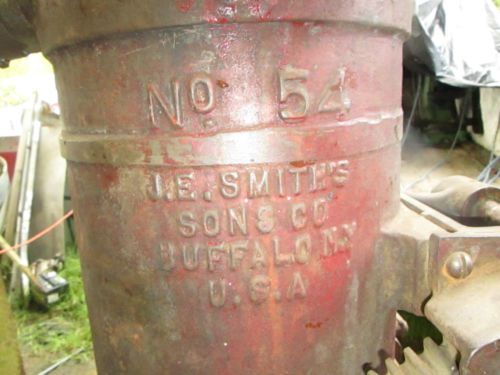 No 54
J.E. SMITH'S
SONS CO
BUFFALO N.Y.
U.S.A